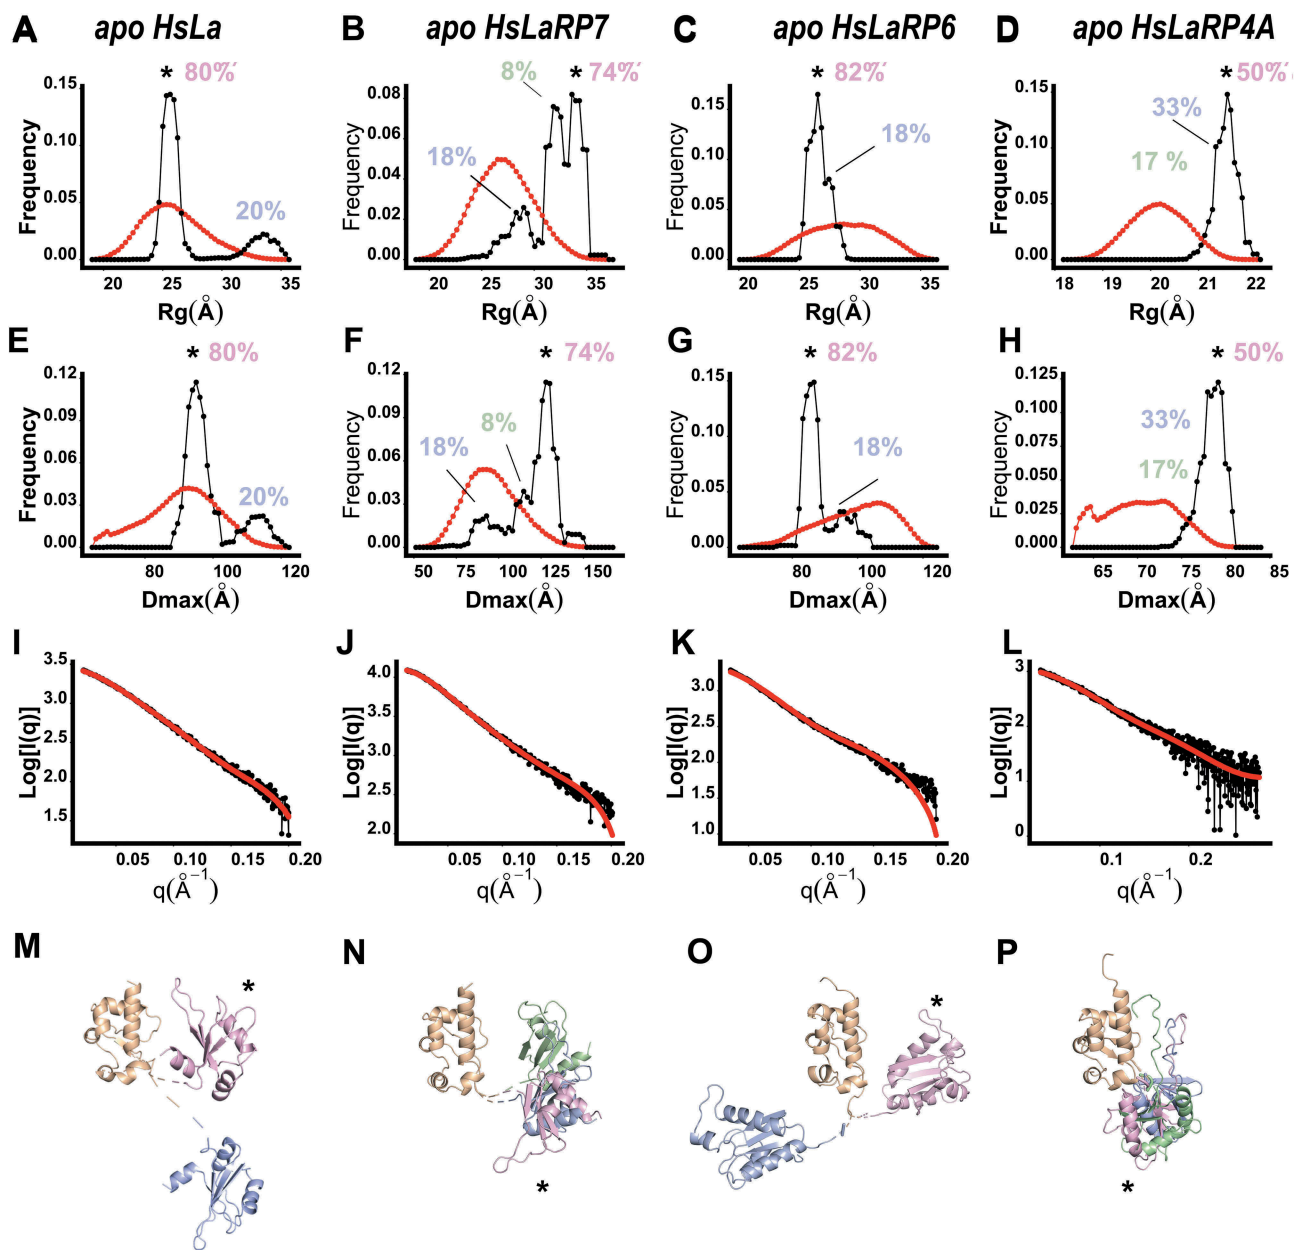 A apo HsLa B apo HsLaRP7 C apo HsLaRP6 D apo HsLaRP4A
* 80%′
0.15
0.10
0.05
0.00
Frequency
20%
20 25 30 35
Rg(Å)
8% * 74%′
0.08
0.06
0.04
0.02
0.00
Frequency
18%
20 26 30 35
Rg(Å)
* 82%′
0.15
0.10
0.05
0.00
Frequency
18%
20 26 30 35
Rg(Å)
* 50%′
0.15
0.10
0.05
0.00
Frequency
33%
17 %
18 19 20 21 22
Rg(Å)
E
* 80%
0.12
0.09
0.06
0.03
0.00
Frequency
20%
80 100 120
Dmax(Å)
F
* 74%
0.12
0.09
0.06
0.03
0.00
Frequency
18%
8%
50 75 100 125 150
Dmax(Å)
G
* 82%
0.15
0.10
0.05
0.00
Frequency
18%
80 100 120
Dmax(Å)
H
* 50%
0.125
0.100
0.075
0.050
0.025
0.000
Frequency
33%
17%
65 75 80 85
Dmax(Å)
I
3.5
3.0
2.5
2.0
1.5
Log[I(q)]
0.05 0.10 0.15 0.20
q(Å⁻¹)
J
4.0
3.5
3.0
2.5
2.0
Log[I(q)]
0.05 0.10 0.15 0.20
q(Å⁻¹)
K
3.0
2.5
2.0
1.5
1.0
Log[I(q)]
0.05 0.10 0.15 0.20
q(Å⁻¹)
L
3
2
1
0
Log[I(q)]
0.1 0.2
q(Å⁻¹)
M
*
N
*
O
*
P
*